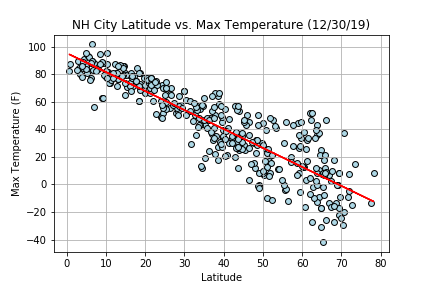 NH City Latitude vs. Max Temperature (12/30/19)
Max Temperature (F)
100
80
60
40
20
0
−20
−40
0 10 20 30 40 50 60 70 80
Latitude